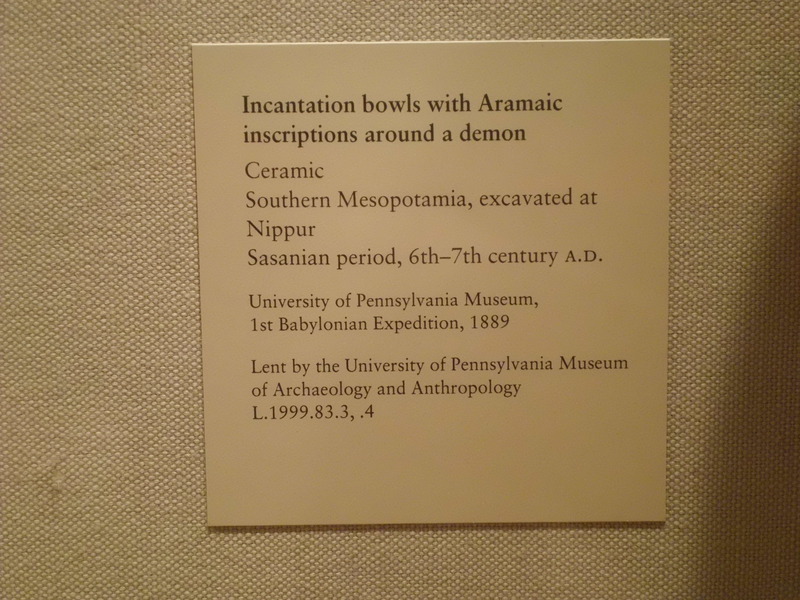 Incantation bowls with Aramaic
inscriptions around a demon
Ceramic
Southern Mesopotamia, excavated at
Nippur
Sasanian period, 6th–7th century A.D.
University of Pennsylvania Museum,
1st Babylonian Expedition, 1889
Lent by the University of Pennsylvania Museum
of Archaeology and Anthropology
L.1999.83.3, .4